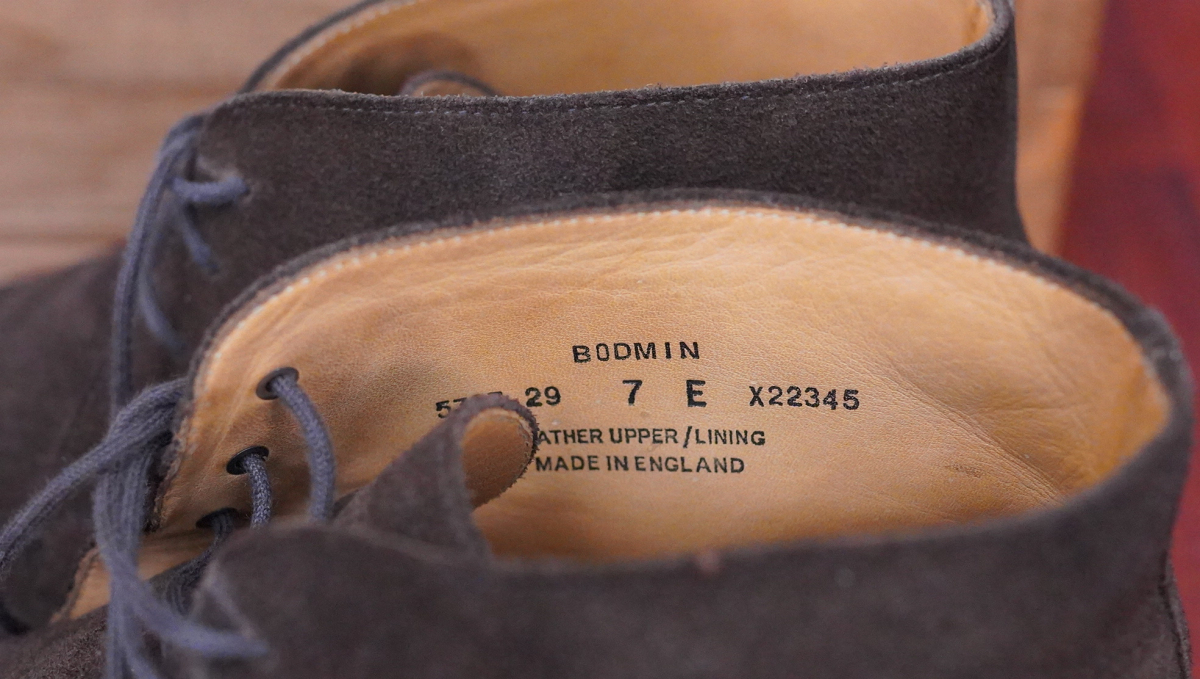 BODMIN
29 7 E X22345
UPPER/LINING
MADE IN ENGLAND